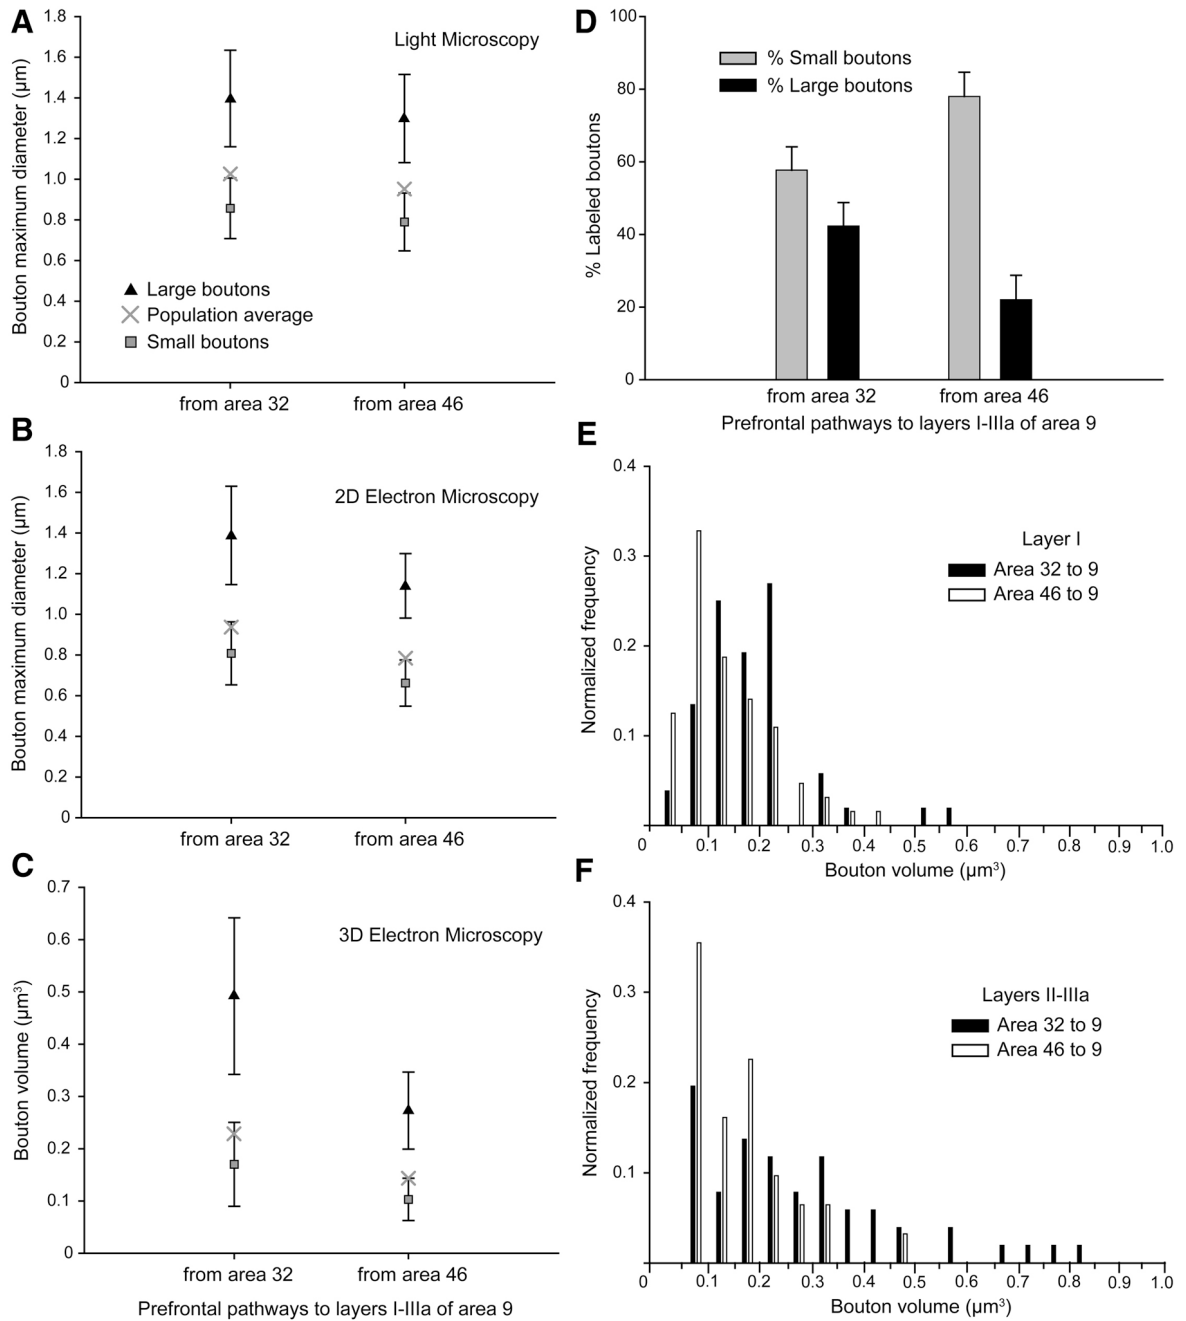 A
Bouton maximum diameter (µm)
1.8
1.6
1.4
1.2
1.0
0.8
0.6
0.4
0.2
0
Light Microscopy
Large boutons
Population average
Small boutons
from area 32
from area 46
B
Bouton maximum diameter (µm)
1.8
1.6
1.4
1.2
1.0
0.8
0.6
0.4
0.2
0
2D Electron Microscopy
from area 32
from area 46
C
Bouton volume (µm³)
0.7
0.6
0.5
0.4
0.3
0.2
0.1
0
3D Electron Microscopy
from area 32
from area 46
Prefrontal pathways to layers I-IIIa of area 9
D
% Labeled boutons
100
80
60
40
20
0
% Small boutons
% Large boutons
from area 32
from area 46
Prefrontal pathways to layers I-IIIa of area 9
E
Normalized frequency
0.4
0.3
0.2
0.1
Layer I
Area 32 to 9
Area 46 to 9
0 0.1 0.2 0.3 0.4 0.5 0.6 0.7 0.8 0.9 1.0
Bouton volume (µm³)
F
Normalized frequency
0.4
0.3
0.2
0.1
Layers II-IIIa
Area 32 to 9
Area 46 to 9
0 0.1 0.2 0.3 0.4 0.5 0.6 0.7 0.8 0.9 1.0
Bouton volume (µm³)